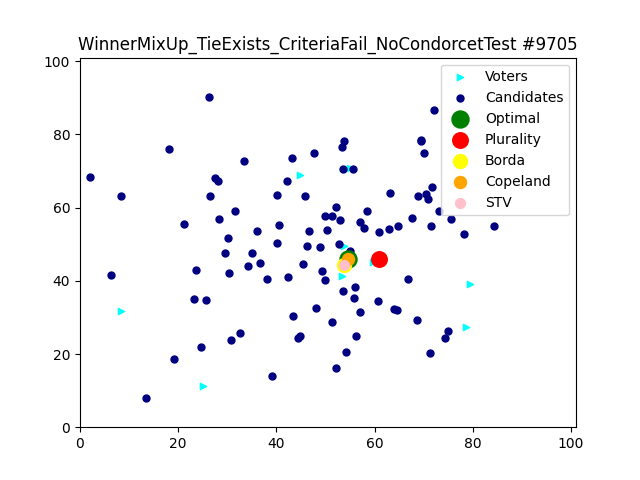 WinnerMixUp_TieExists_CriteriaFail_NoCondorcetTest #9705
100
80
60
40
20
0
0 20 40 60 80 100
Voters
Candidates
Optimal
Plurality
Borda
Copeland
STV